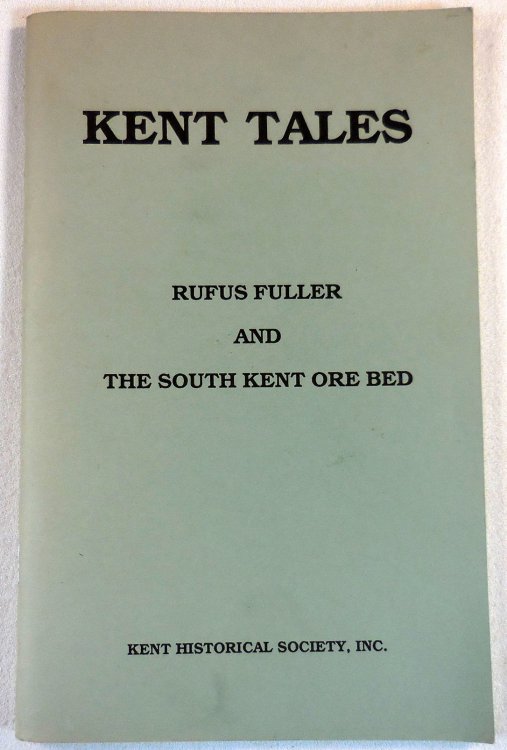 KENT TALES
RUFUS FULLER
AND
THE SOUTH KENT ORE BED
KENT HISTORICAL SOCIETY, INC.